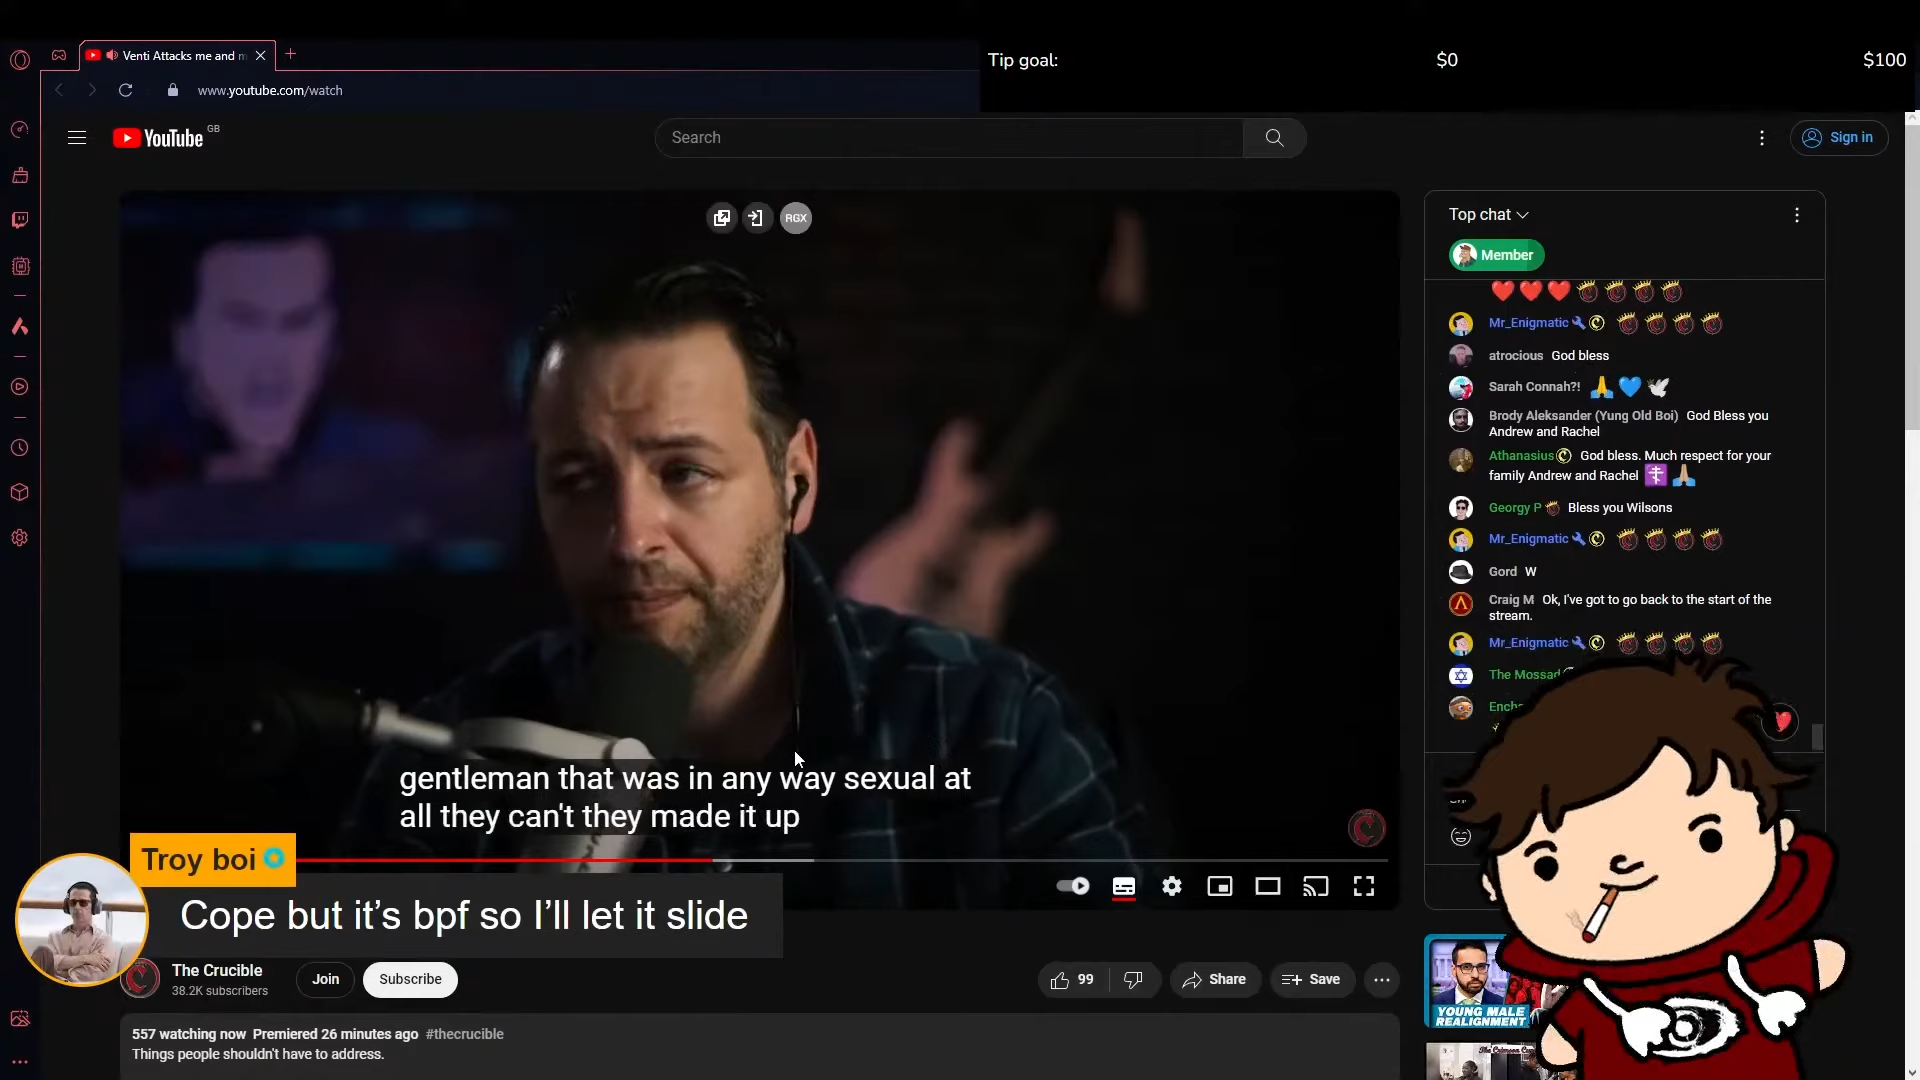 Venti Attacks me and m
Tip goal:
$0
$100
www.youtube.com/watch
YouTube GB
Search
Sign in
RGX
Top chat
Member
Mr_Enigmatic
atrocious God bless
Sarah Connah?!
Brody Aleksander (Yung Old Boi) God Bless you
Andrew and Rachel
Athanasius God bless. Much respect for your
family Andrew and Rachel
Georgy P Bless you Wilsons
Mr_Enigmatic
Gord W
Craig M Ok, I've got to go back to the start of the
stream.
Mr_Enigmatic
The Mossad
Encha
gentleman that was in any way sexual at
all they can't they made it up
Troy boi
Cope but it's bpf so I'll let it slide
The Crucible
38.2K subscribers
Join
Subscribe
99
Share
Save
557 watching now Premiered 26 minutes ago #thecrucible
Things people shouldn't have to address.
YOUNG MALE
REALIGNMENT